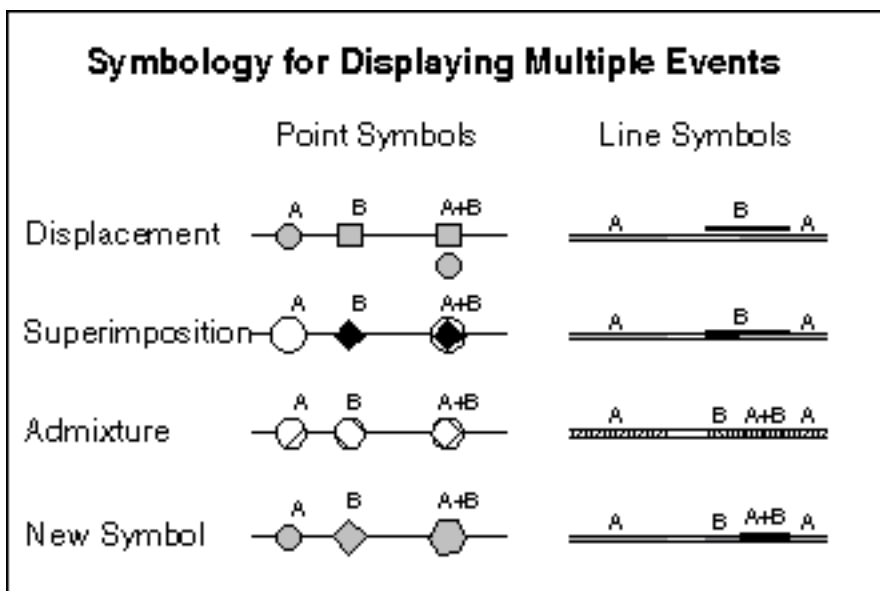 Symbology for Displaying Multiple Events
Point Symbols Line Symbols
A B A+B A B A
Displacement
A B A+B A B A
Superimposition
A B A+B A B A+B A
Admixture
A B A+B A B A+B A
New Symbol